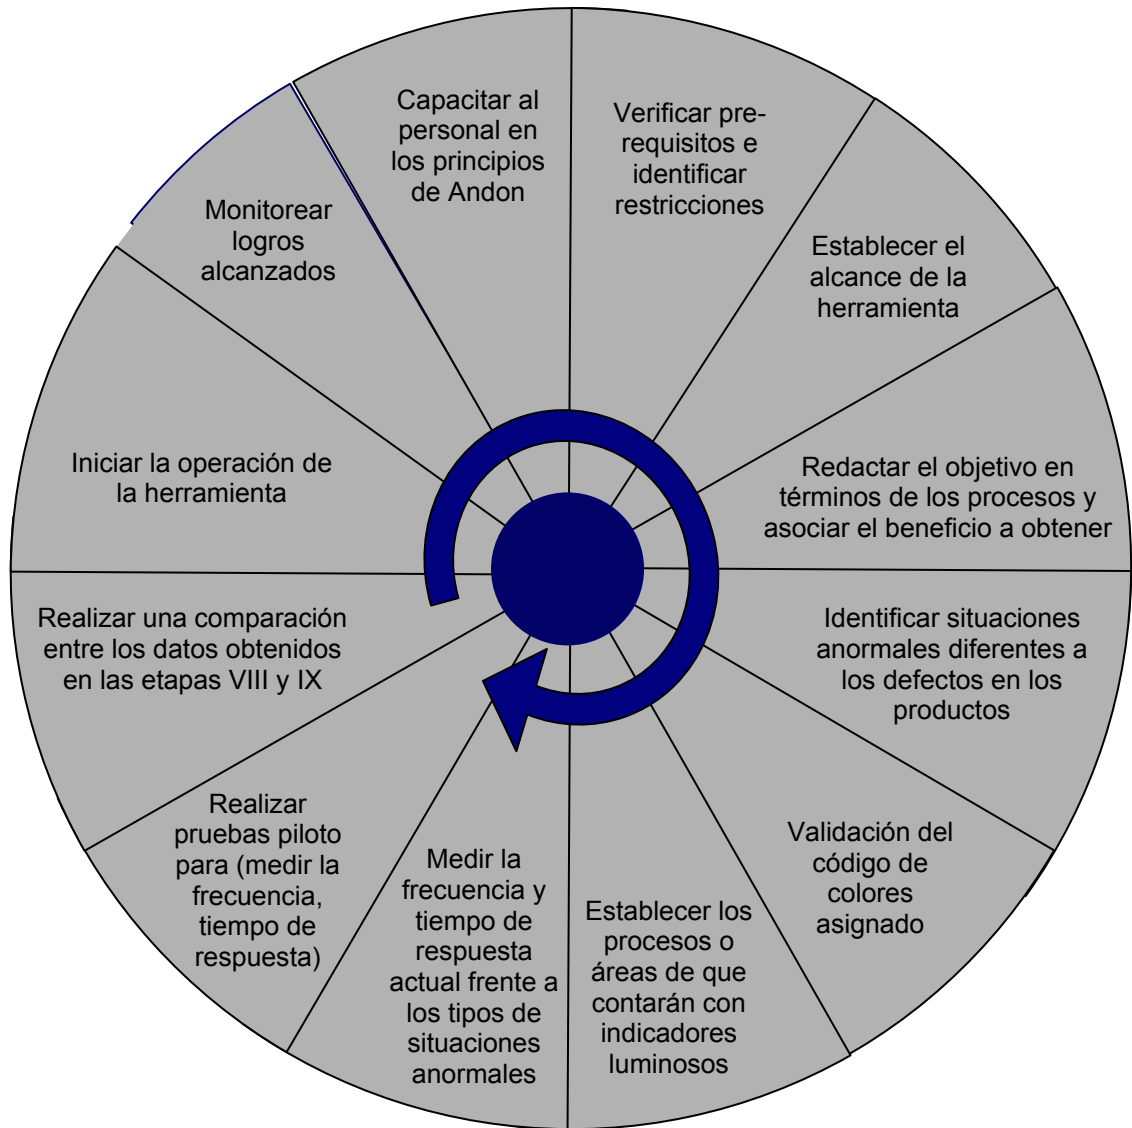 Capacitar al
personal en
los principios
de Andon
Verificar pre-
requisitos e
identificar
restricciones
Establecer el
alcance de la
herramienta
Redactar el objetivo en
términos de los procesos y
asociar el beneficio a obtener
Identificar situaciones
anormales diferentes a
los defectos en los
productos
Validación del
código de
colores
asignado
Establecer los
procesos o
áreas de que
contarán con
indicadores
luminosos
Medir la
frecuencia y
tiempo de
respuesta
actual frente a
los tipos de
situaciones
anormales
Realizar
pruebas piloto
para (medir la
frecuencia,
tiempo de
respuesta)
Realizar una comparación
entre los datos obtenidos
en las etapas VIII y IX
Iniciar la operación de
la herramienta
Monitorear
logros
alcanzados